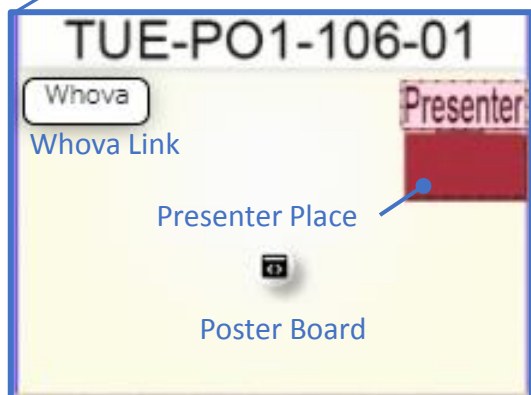 TUE-PO1-106-01
Whova
Presenter
Whova Link
Presenter Place
Poster Board